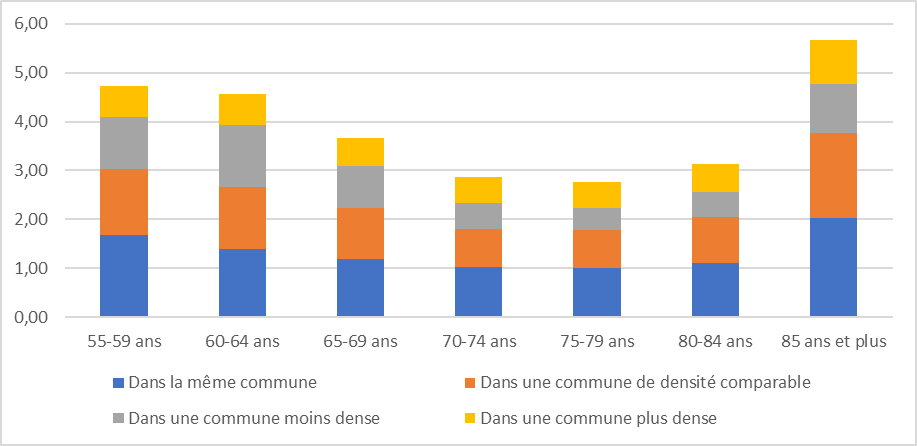 6,00
5,00
4,00
3,00
2,00
1,00
0,00
55-59 ans 60-64 ans 65-69 ans 70-74 ans 75-79 ans 80-84 ans 85 ans et plus
Dans la même commune Dans une commune de densité comparable
Dans une commune moins dense Dans une commune plus dense